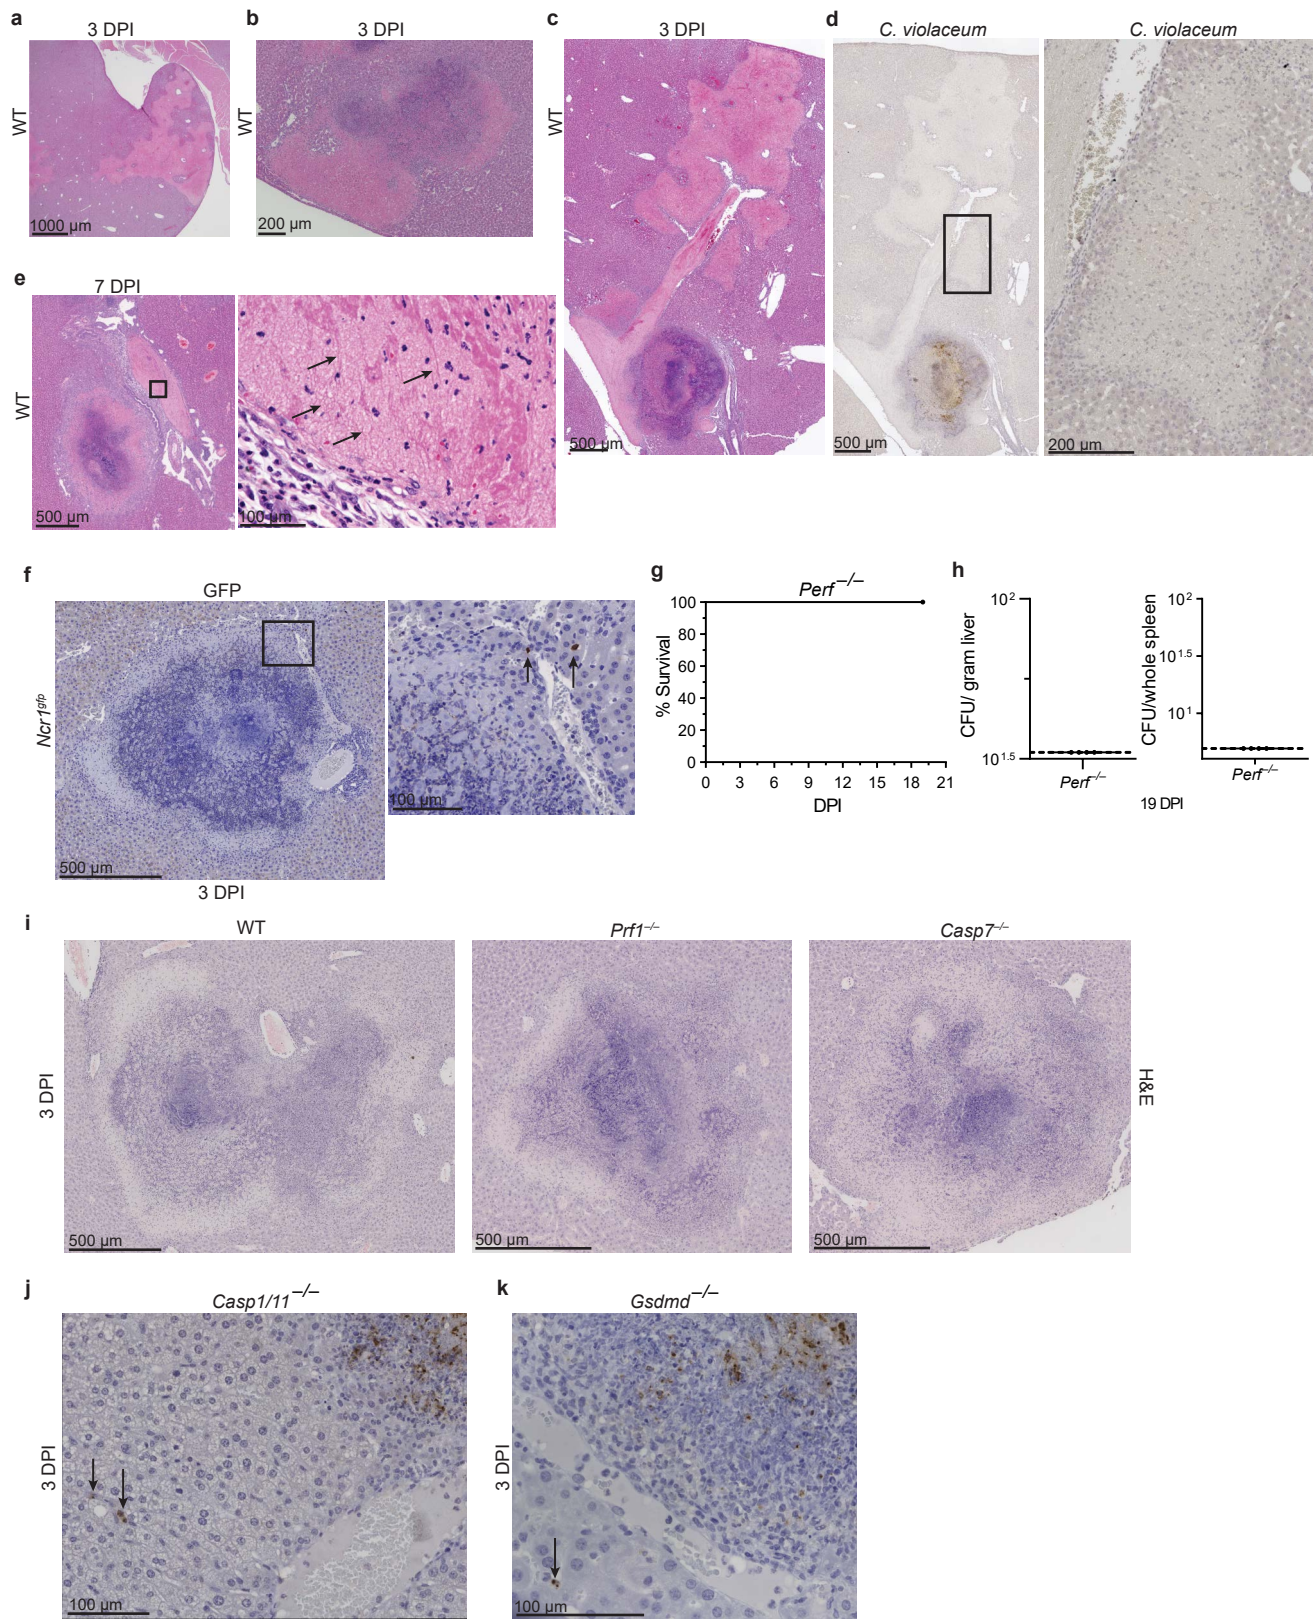 a
3 DPI
WT
1000 µm
b
3 DPI
WT
200 µm
c
3 DPI
WT
500 µm
d
C. violaceum
500 µm
C. violaceum
200 µm
e
7 DPI
WT
500 µm
100 µm
f
GFP
Ncr1gfp
500 µm
3 DPI
100 µm
g
Perf –/–
% Survival
100
80
60
40
20
0
0 3 6 9 12 15 18 21
DPI
h
CFU/ gram liver
10²
10¹·⁵
Perf–/–
CFU/whole spleen
10²
10¹·⁵
10¹
Perf–/–
19 DPI
i
WT
Prf1–/–
Casp7–/–
3 DPI
H&E
500 µm
500 µm
500 µm
j
Casp1/11–/–
3 DPI
100 µm
k
Gsdmd–/–
3 DPI
100 µm